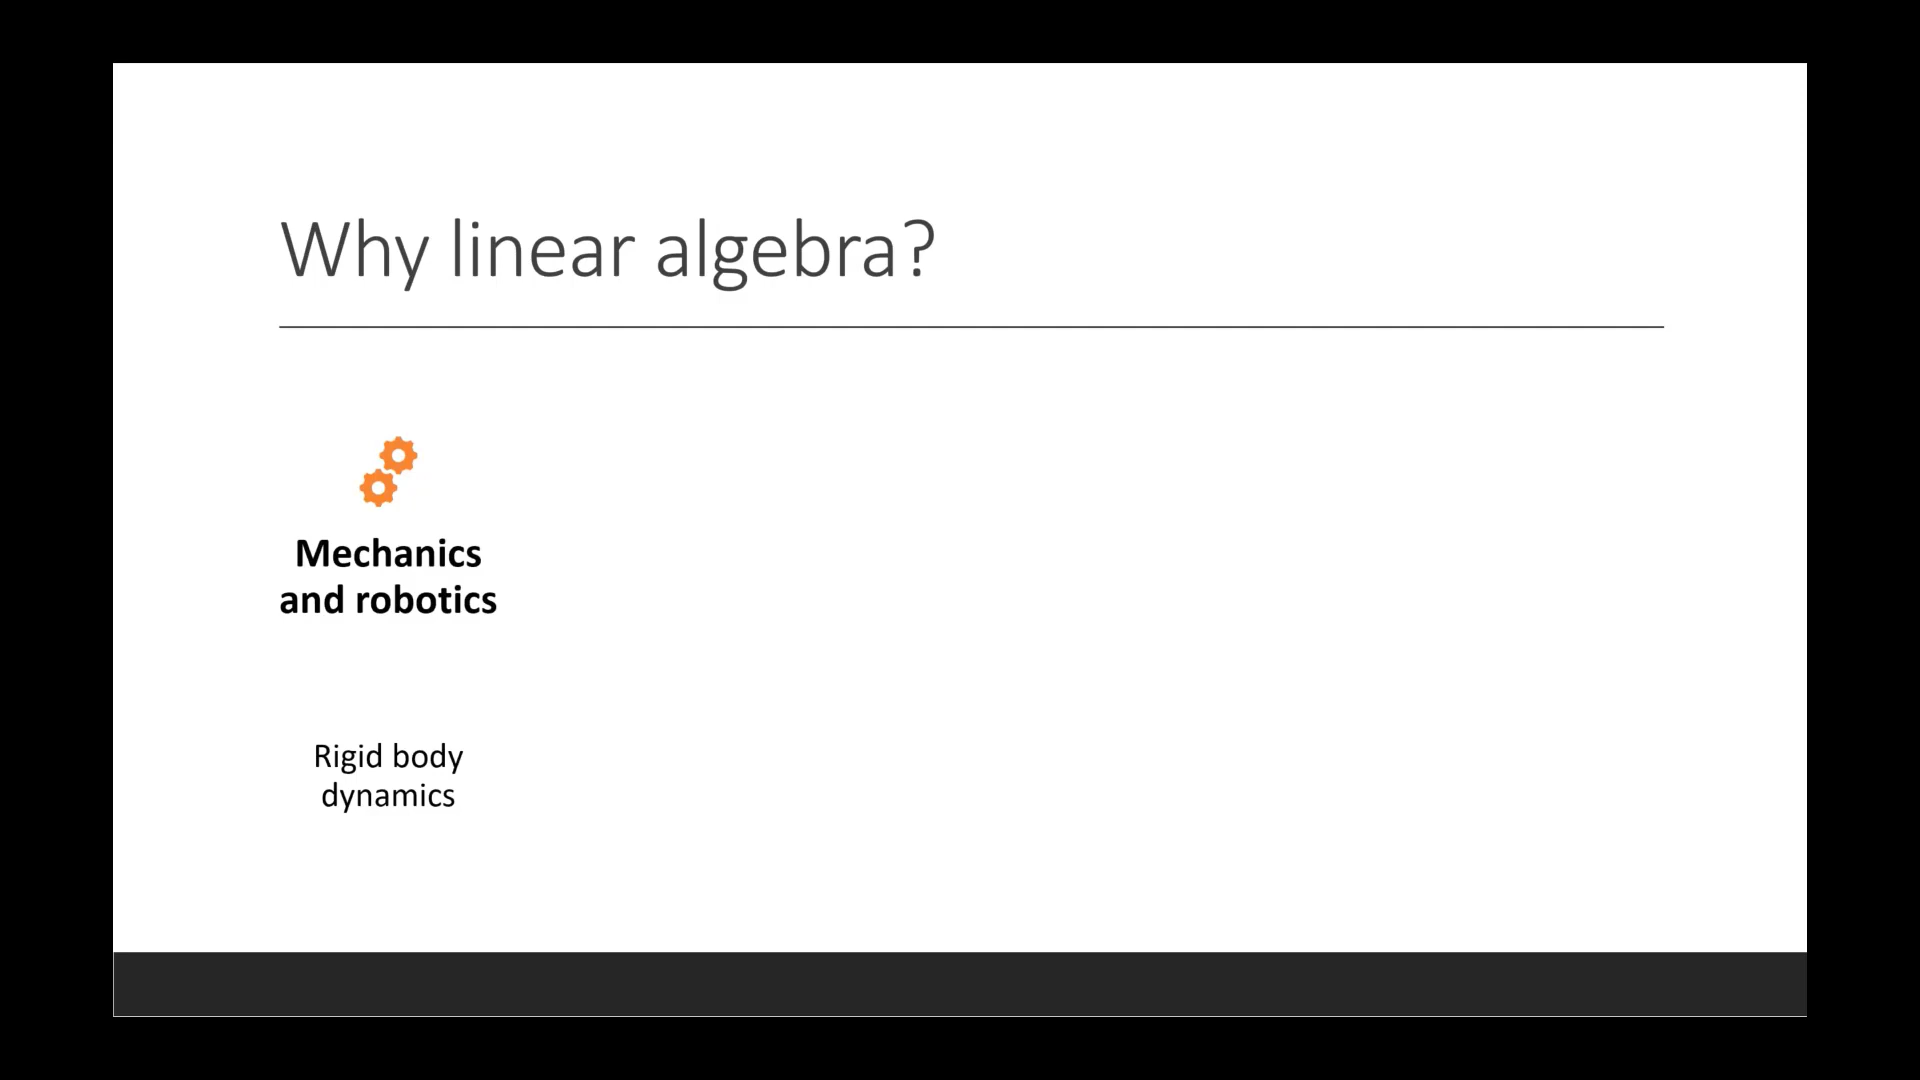 Why linear algebra?
Mechanics
and robotics
Rigid body
dynamics